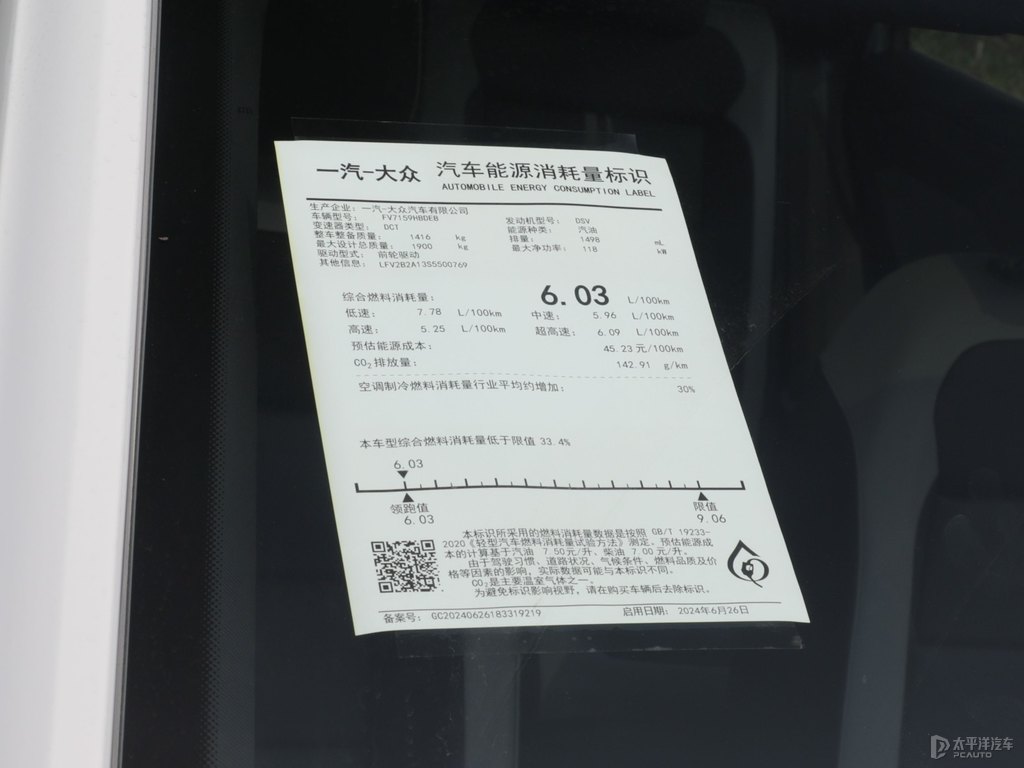 一汽-大众 汽车能源消耗量标识
AUTOMOBILE ENERGY CONSUMPTION LABEL
生产企业：一汽-大众汽车有限公司
车辆型号： FV7159HBDEB 发动机型号： DSV
变速器类型： DCT 能源种类： 汽油
整车整备质量： 1416 kg 排量： 1498 mL
最大设计总质量： 1900 kg 最大净功率： 118 kW
驱动型式： 前轮驱动
其他信息： LFV2B2A13S5500769
综合燃料消耗量： 6.03 L/100km
低速： 7.78 L/100km 中速： 5.96 L/100km
高速： 5.25 L/100km 超高速： 6.09 L/100km
预估能源成本： 45.23 元/100km
CO₂排放量： 142.91 g/km
空调制冷燃料消耗量行业平均约增加： 30%
本车型综合燃料消耗量低于限值 33.4%
6.03
领跑值 限值
6.03 9.06
本标识所采用的燃料消耗量数据是按照 GB/T 19233-
2020《轻型汽车燃料消耗量试验方法》测定。预估能源成
本的计算基于汽油 7.50元/升、柴油 7.00 元/升。
由于驾驶习惯、道路状况、气候条件、燃料品质及价
格等因素的影响，实际数据可能与本标识不同。
CO₂是主要温室气体之一。
为避免标识影响视野，请在购买车辆后去除标识。
备案号： GC20240626183319219 启用日期： 2024年6月26日
太平洋汽车
PCAUTO